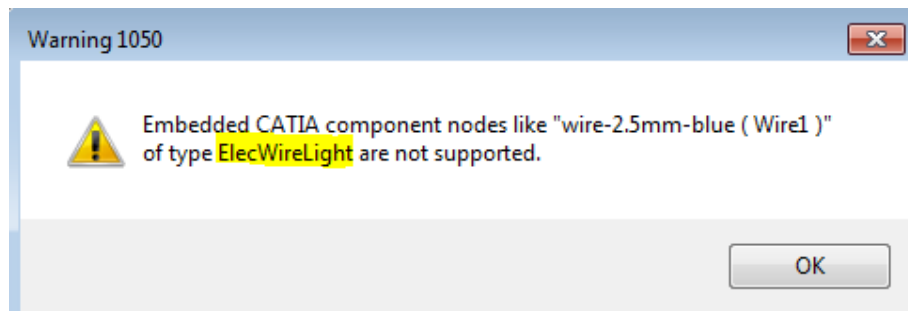 Warning 1050
Embedded CATIA component nodes like "wire-2.5mm-blue ( Wire1 )"
of type ElecWireLight are not supported.
OK